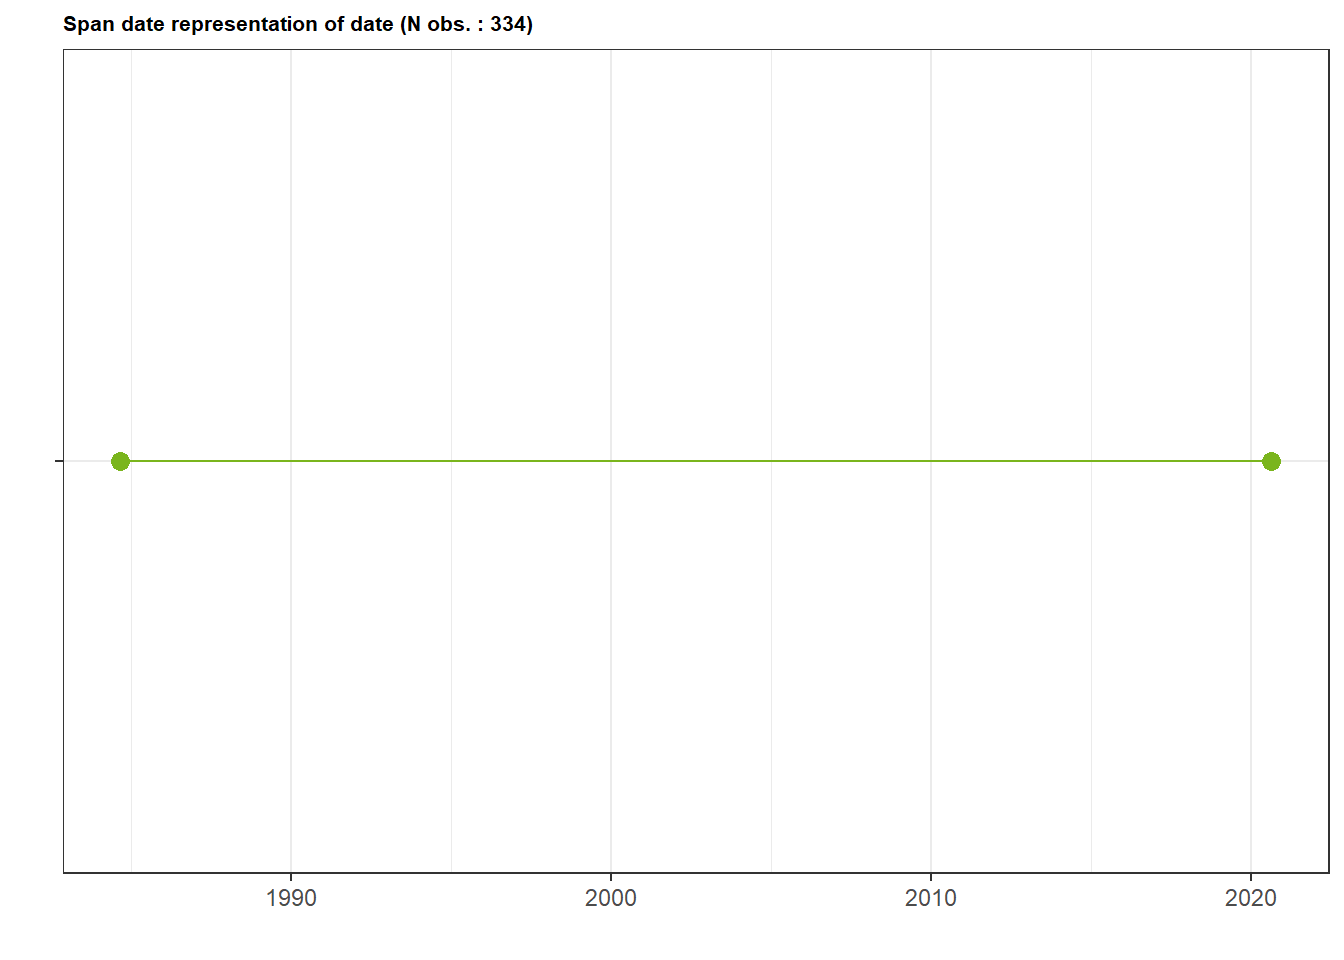 Span date representation of date (N obs. : 334)
1990 2000 2010 2020